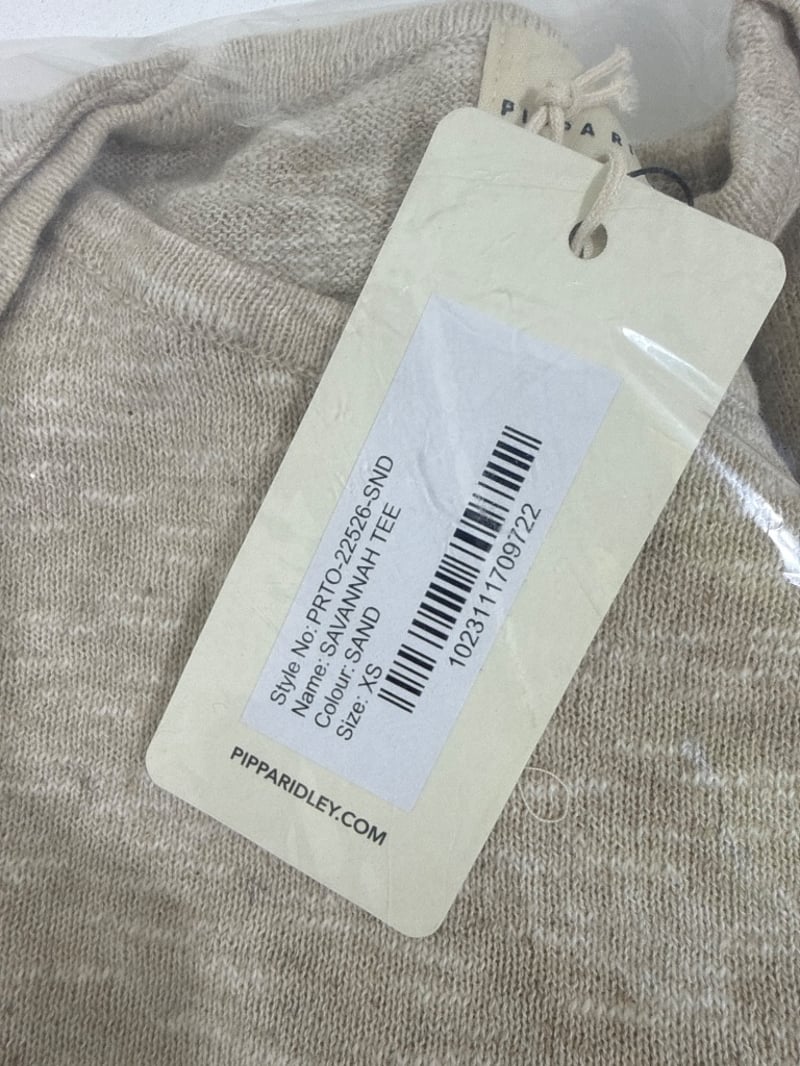 Style No: PRTO-22526-SND
Name: SAVANNAH TEE
Colour: SAND
Size: XS
1023111709722
PIPPARIDLEY.COM